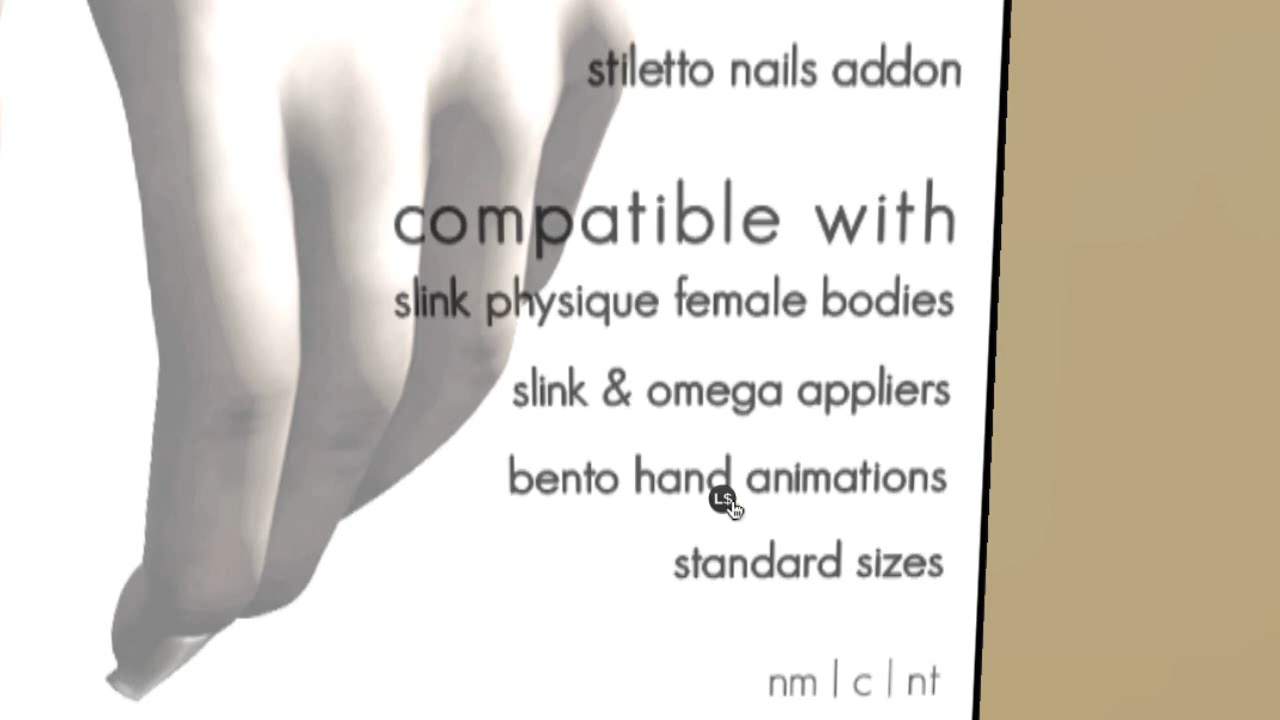 stiletto nails addon
compatible with
slink physique female bodies
slink & omega appliers
bento hand animations
L$
standard sizes
nm | c | nt